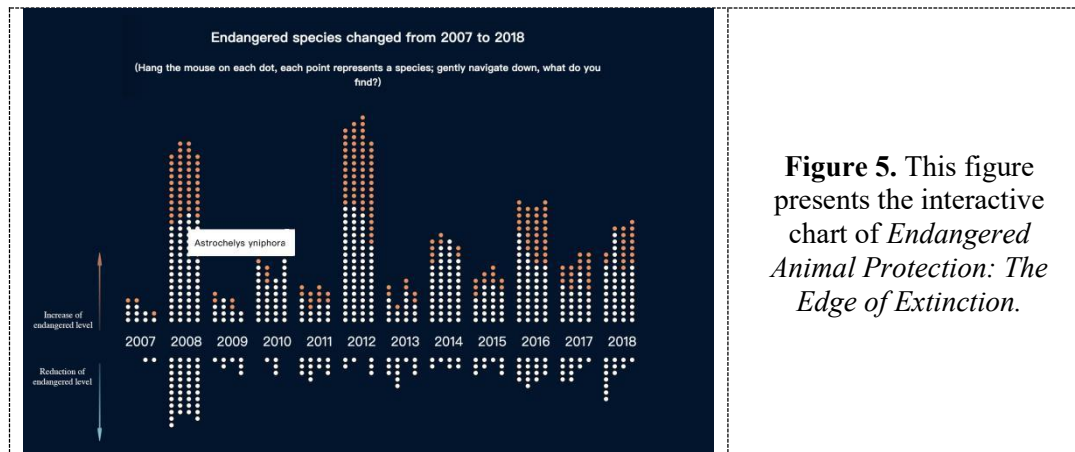 Endangered species changed from 2007 to 2018
(Hang the mouse on each dot, each point represents a species; gently navigate down, what do you
find?)
Astrochelys yniphora
Increase of
endangered level
2007 2008 2009 2010 2011 2012 2013 2014 2015 2016 2017 2018
Reduction of
endangered level
Figure 5. This figure
presents the interactive
chart of Endangered
Animal Protection: The
Edge of Extinction.